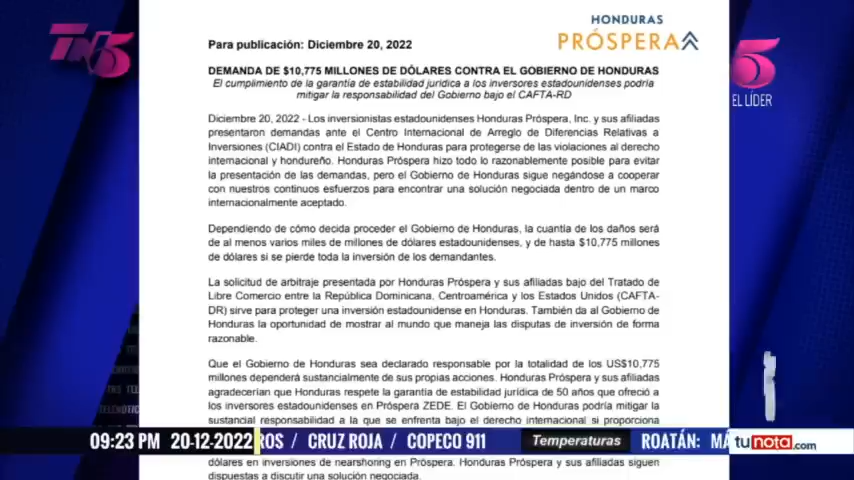 TN5
HONDURAS
PRÓSPERA
5
EL LÍDER
Para publicación: Diciembre 20, 2022
DEMANDA DE $10,775 MILLONES DE DÓLARES CONTRA EL GOBIERNO DE HONDURAS
El cumplimiento de la garantía de estabilidad jurídica a los inversores estadounidenses podría
mitigar la responsabilidad del Gobierno bajo el CAFTA-RD
Diciembre 20, 2022 - Los inversionistas estadounidenses Honduras Próspera, Inc. y sus afiliadas
presentaron demandas ante el Centro Internacional de Arreglo de Diferencias Relativas a
Inversiones (CIADI) contra el Estado de Honduras para protegerse de las violaciones al derecho
internacional y hondureño. Honduras Próspera hizo todo lo razonablemente posible para evitar
la presentación de las demandas, pero el Gobierno de Honduras sigue negándose a cooperar
con nuestros continuos esfuerzos para encontrar una solución negociada dentro de un marco
internacionalmente aceptado.
Dependiendo de cómo decida proceder el Gobierno de Honduras, la cuantía de los daños será
de al menos varios miles de millones de dólares estadounidenses, y de hasta $10,775 millones
de dólares si se pierde toda la inversión de los demandantes.
La solicitud de arbitraje presentada por Honduras Próspera y sus afiliadas bajo del Tratado de
Libre Comercio entre la República Dominicana, Centroamérica y los Estados Unidos (CAFTA-
DR) sirve para proteger una inversión estadounidense en Honduras. También da al Gobierno de
Honduras la oportunidad de mostrar al mundo que maneja las disputas de inversión de forma
razonable.
Que el Gobierno de Honduras sea declarado responsable por la totalidad de los US$10,775
millones dependerá sustancialmente de sus propias acciones. Honduras Próspera y sus afiliadas
agradecerían que Honduras respete la garantía de estabilidad jurídica de 50 años que ofreció a
los inversores estadounidenses en Próspera ZEDE. El Gobierno de Honduras podría mitigar la
sustancial responsabilidad a la que se enfrenta bajo el derecho internacional si proporciona
09:23 PM 20-12-2022 ROS / CRUZ ROJA / COPECO 911 Temperaturas ROATÁN: MÁ tunota.com
dólares en inversiones de nearshoring en Próspera. Honduras Próspera y sus afiliadas siguen
dispuestas a discutir una solución negociada.